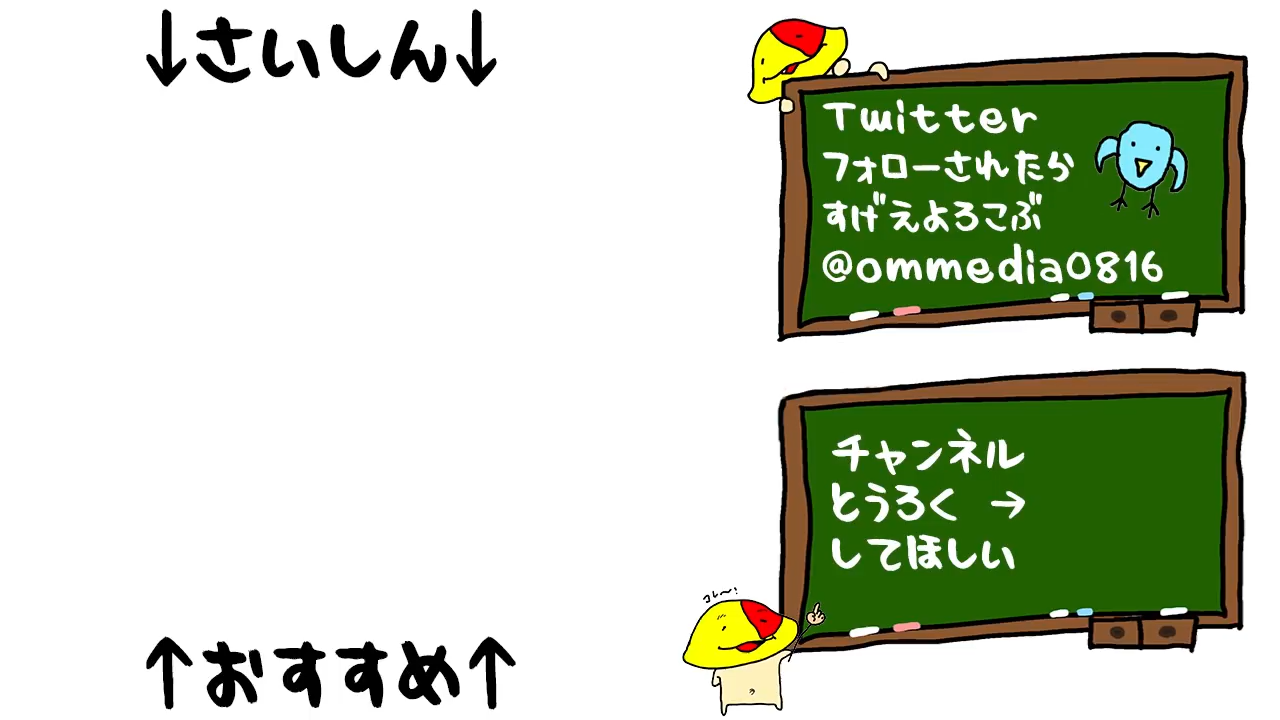 ↓さいしん↓
Twitter
フォローされたら
すげえよろこぶ
@ommedia0816
チャンネル
とうろく →
してほしい
コレ〜!
↑おすすめ↑